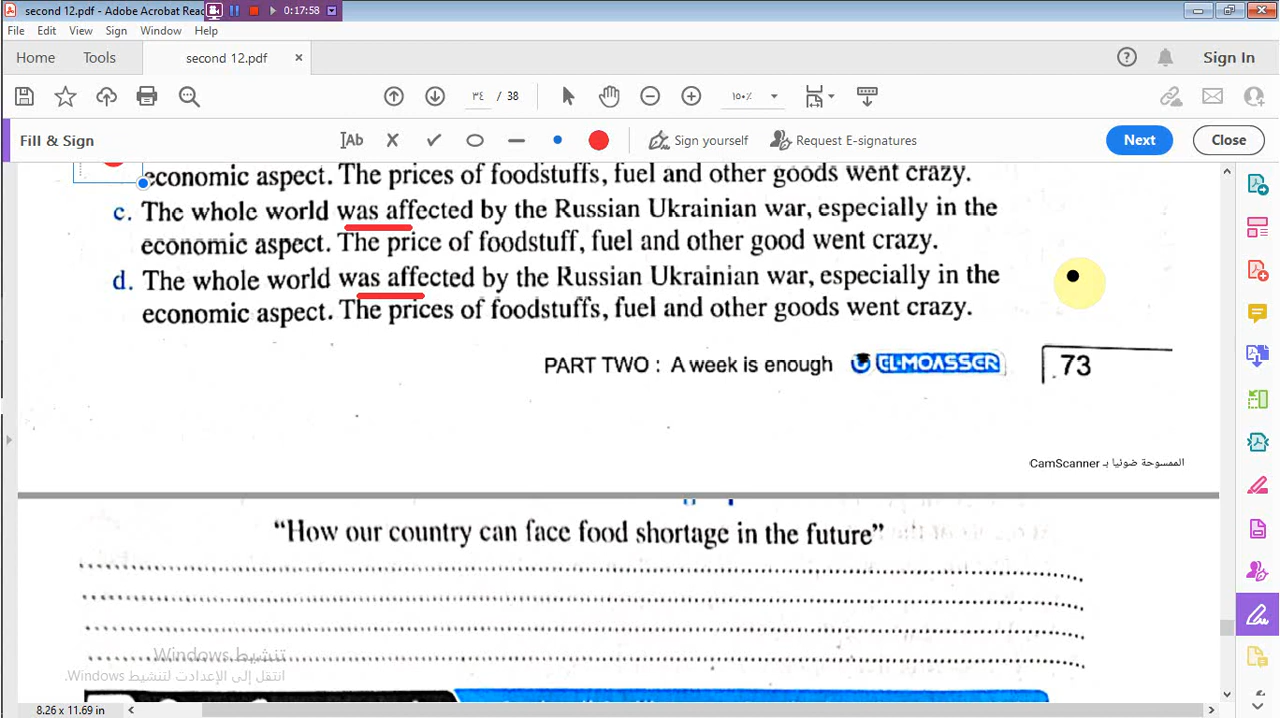 second 12.pdf - Adobe Acrobat Rea
0:17:58
File Edit View Sign Window Help
Home Tools second 12.pdf × Sign In
٣٤ / 38 ١٥٠٪
Fill & Sign Ab Sign yourself Request E-signatures Next Close
economic aspect. The prices of foodstuffs, fuel and other goods went crazy.
c. The whole world was affected by the Russian Ukrainian war, especially in the
economic aspect. The price of foodstuff, fuel and other good went crazy.
d. The whole world was affected by the Russian Ukrainian war, especially in the
economic aspect. The prices of foodstuffs, fuel and other goods went crazy.
PART TWO : A week is enough EL-MOASSER 73
الممسوحة ضوئيا بـ CamScanner
“How our country can face food shortage in the future”
تنشيط Windows
انتقل إلى الإعدادات لتنشيط Windows.
8.26 x 11.69 in